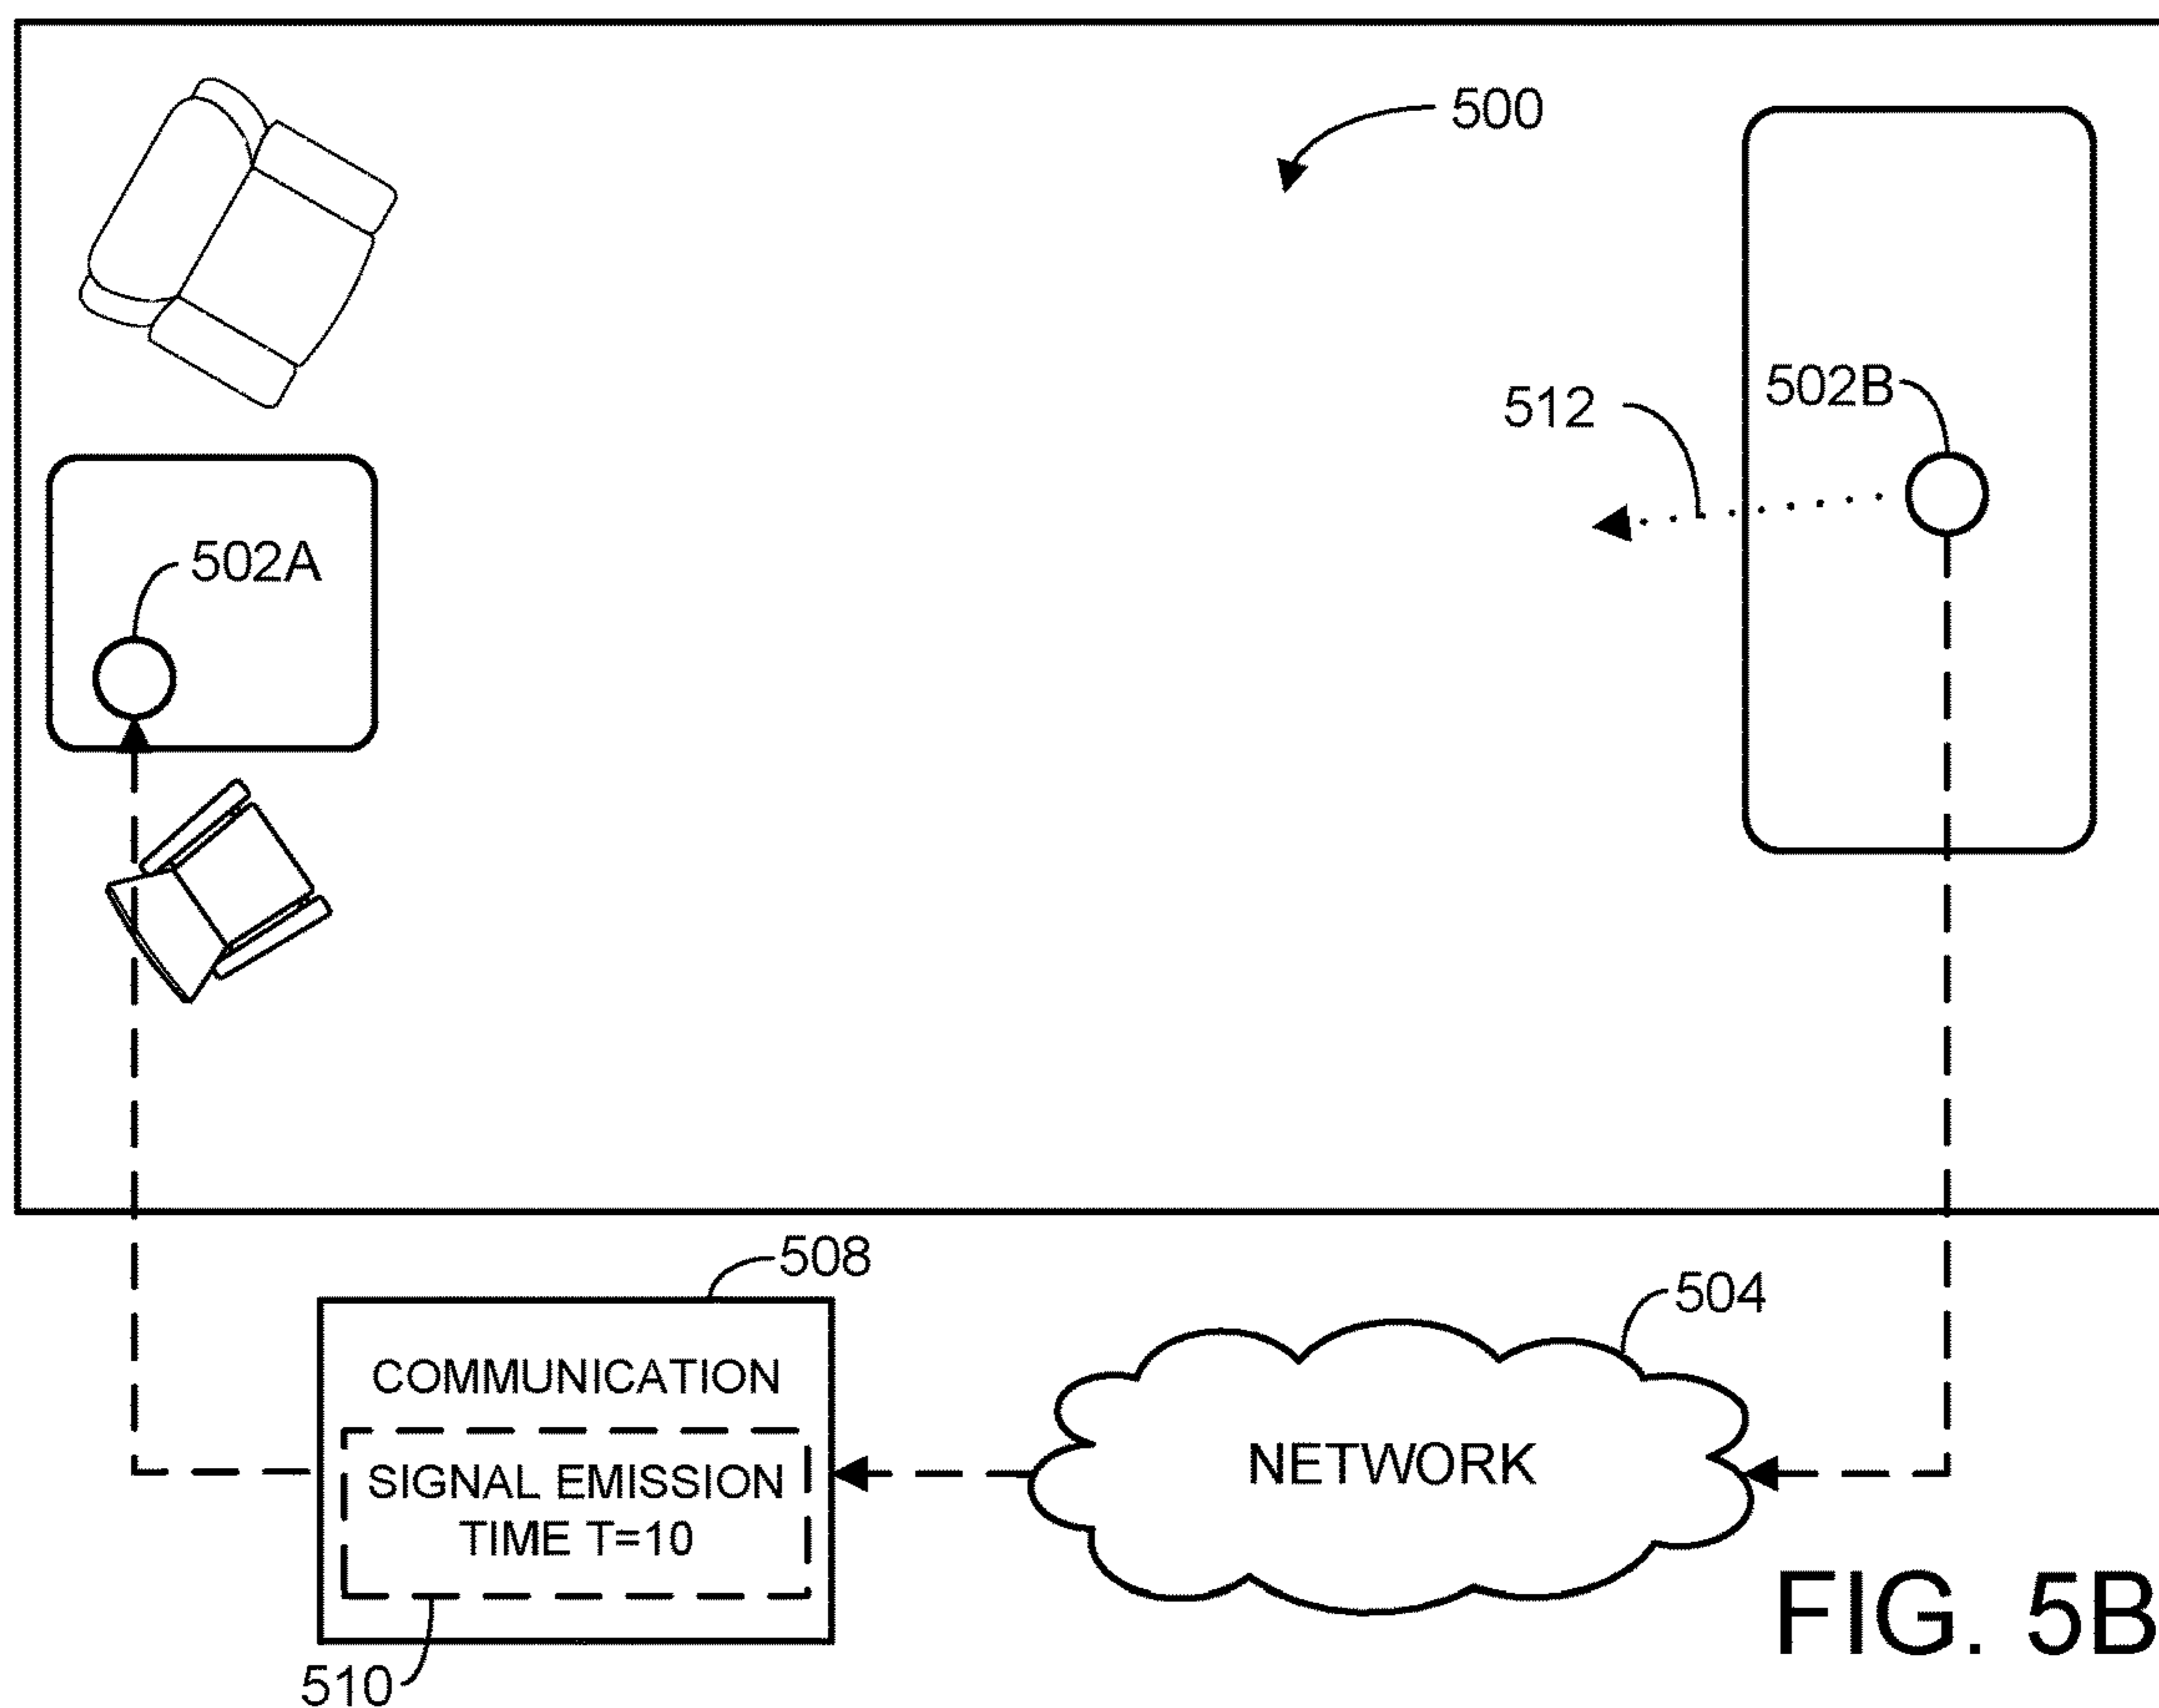 500
502B
512
502A
508
504
COMMUNICATION
SIGNAL EMISSION
TIME T=10
NETWORK
510
FIG. 5B